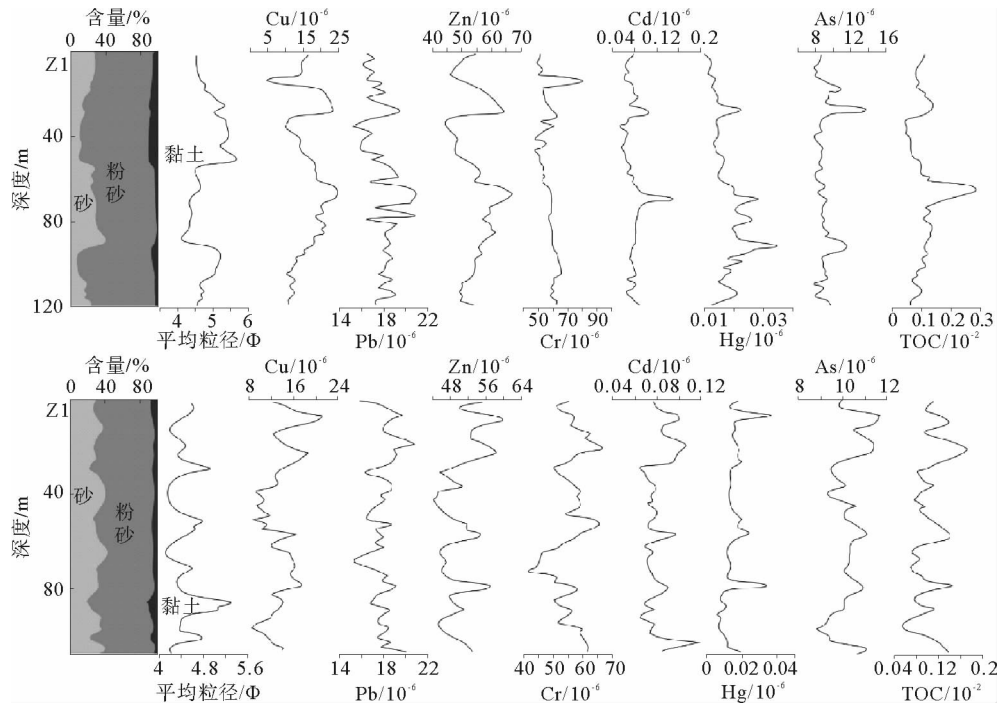 含量/% Cu/10⁻⁶ Zn/10⁻⁶ Cd/10⁻⁶ As/10⁻⁶
0 40 80 5 15 25 40 50 60 70 0.04 0.12 0.2 8 12 16
Z1
40
黏土
粉
砂
砂
深度/m
80
120
4 5 6 14 18 22 50 70 90 0.01 0.03 0 0.1 0.2 0.3
平均粒径/Φ Pb/10⁻⁶ Cr/10⁻⁶ Hg/10⁻⁶ TOC/10⁻²
含量/% Cu/10⁻⁶ Zn/10⁻⁶ Cd/10⁻⁶ As/10⁻⁶
0 40 80 8 16 24 48 56 64 0.04 0.08 0.12 8 10 12
Z1
40
砂
粉
砂
深度/m
80
黏土
4 4.8 5.6 14 18 22 40 50 60 70 0 0.02 0.04 0.04 0.12 0.2
平均粒径/Φ Pb/10⁻⁶ Cr/10⁻⁶ Hg/10⁻⁶ TOC/10⁻²